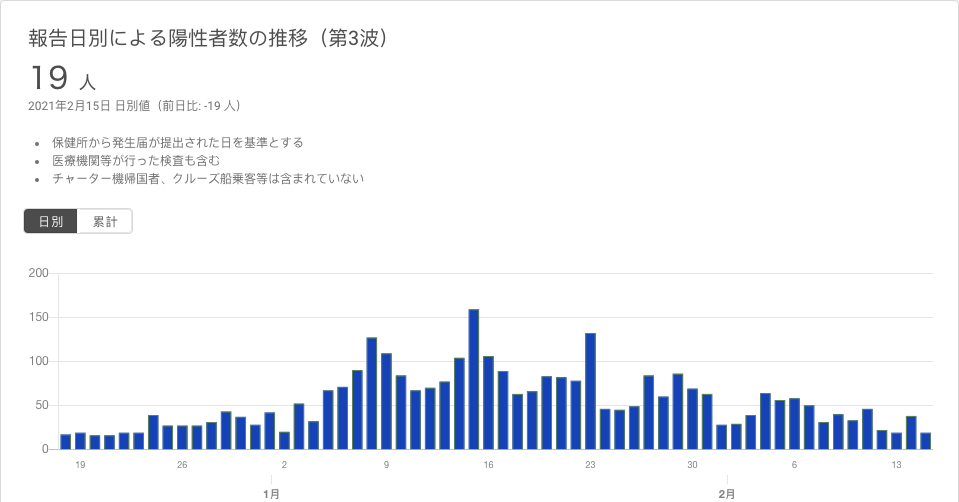 報告日別による陽性者数の推移（第3波）
19 人
2021年2月15日 日別値（前日比: -19 人）
保健所から発生届が提出された日を基準とする
医療機関等が行った検査も含む
チャーター機帰国者、クルーズ船乗客等は含まれていない
日別 累計
200
150
100
50
0
19 26 2 9 16 23 30 6 13
1月 2月